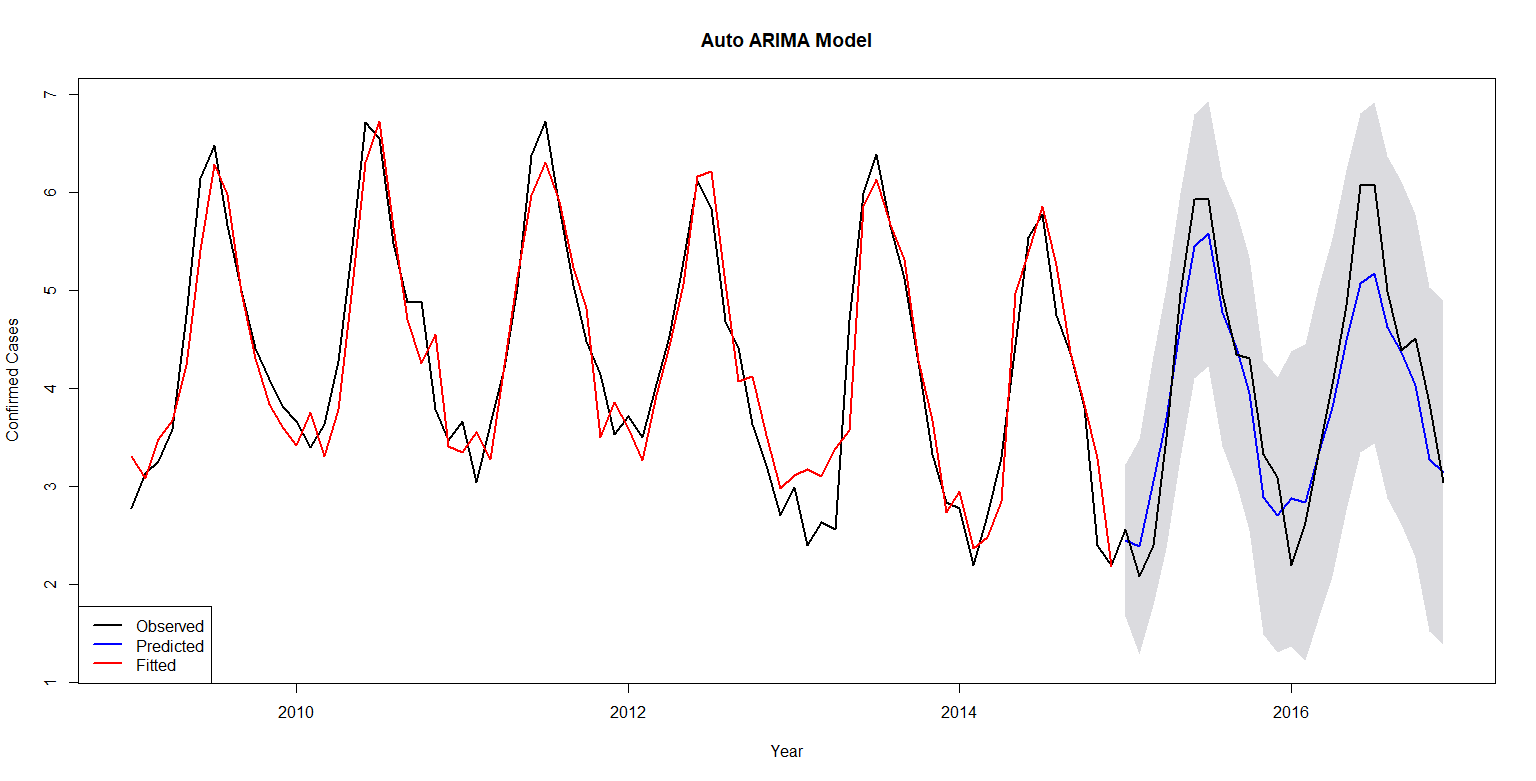 Auto ARIMA Model
7
6
5
4
3
2
1
Confirmed Cases
Observed
Predicted
Fitted
2010
2012
2014
2016
Year